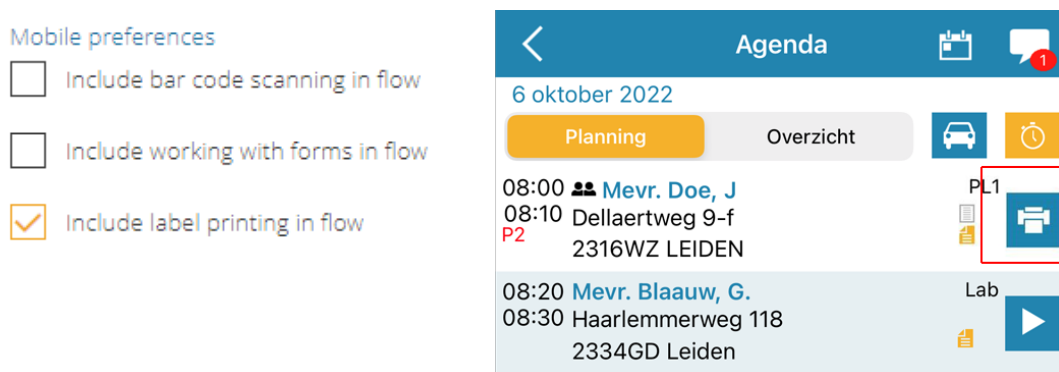 Mobile preferences
Include bar code scanning in flow
Include working with forms in flow
Include label printing in flow
Agenda
1
6 oktober 2022
Planning
Overzicht
08:00 Mevr. Doe, J PL1
08:10 Dellaertweg 9-f
P2
2316WZ LEIDEN
08:20 Mevr. Blaauw, G. Lab
08:30 Haarlemmerweg 118
2334GD Leiden